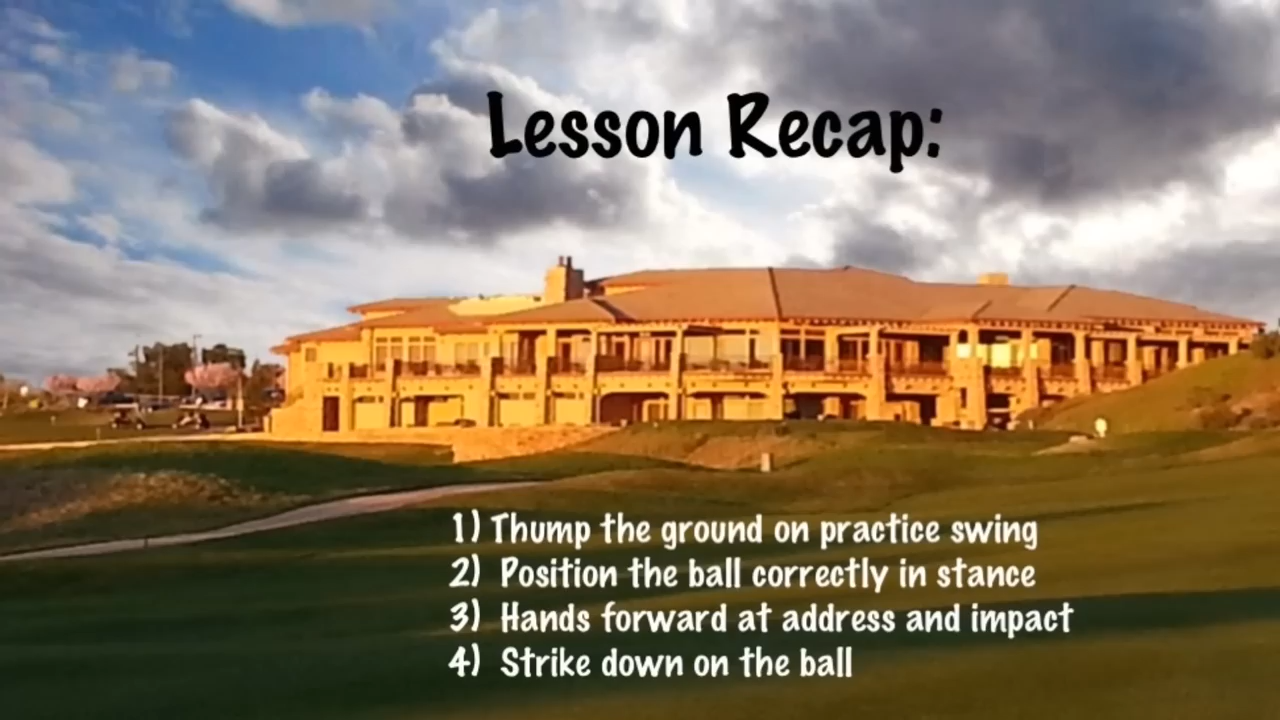 Lesson Recap:
1) Thump the ground on practice swing
2) Position the ball correctly in stance
3) Hands forward at address and impact
4) Strike down on the ball